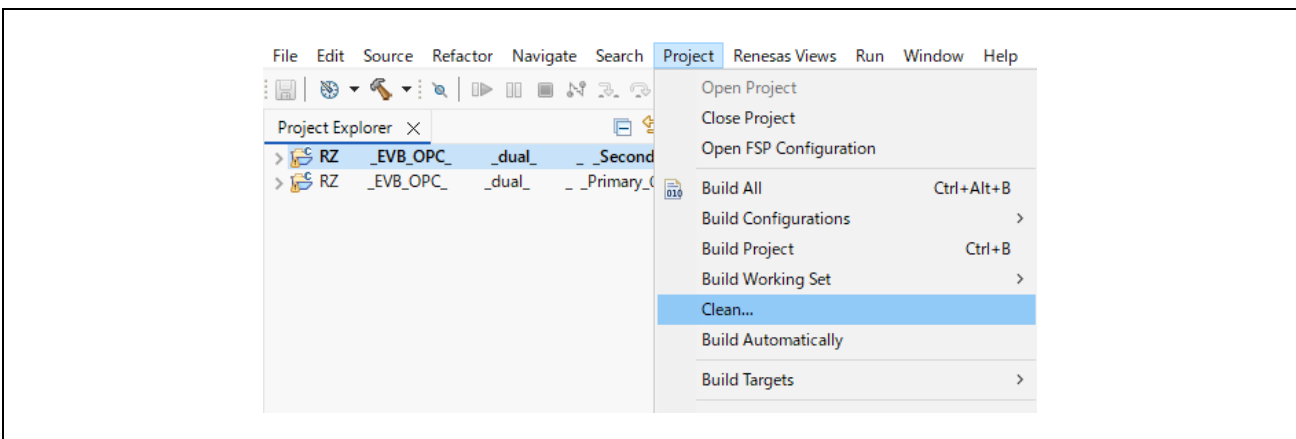 File Edit Source Refactor Navigate Search Project Renesas Views Run Window Help
Project Explorer
RZ _EVB_OPC_ _dual_ _ _Second
RZ _EVB_OPC_ _dual_ _ _Primary_
Open Project
Close Project
Open FSP Configuration
010 Build All Ctrl+Alt+B
Build Configurations >
Build Project Ctrl+B
Build Working Set >
Clean...
Build Automatically
Build Targets >